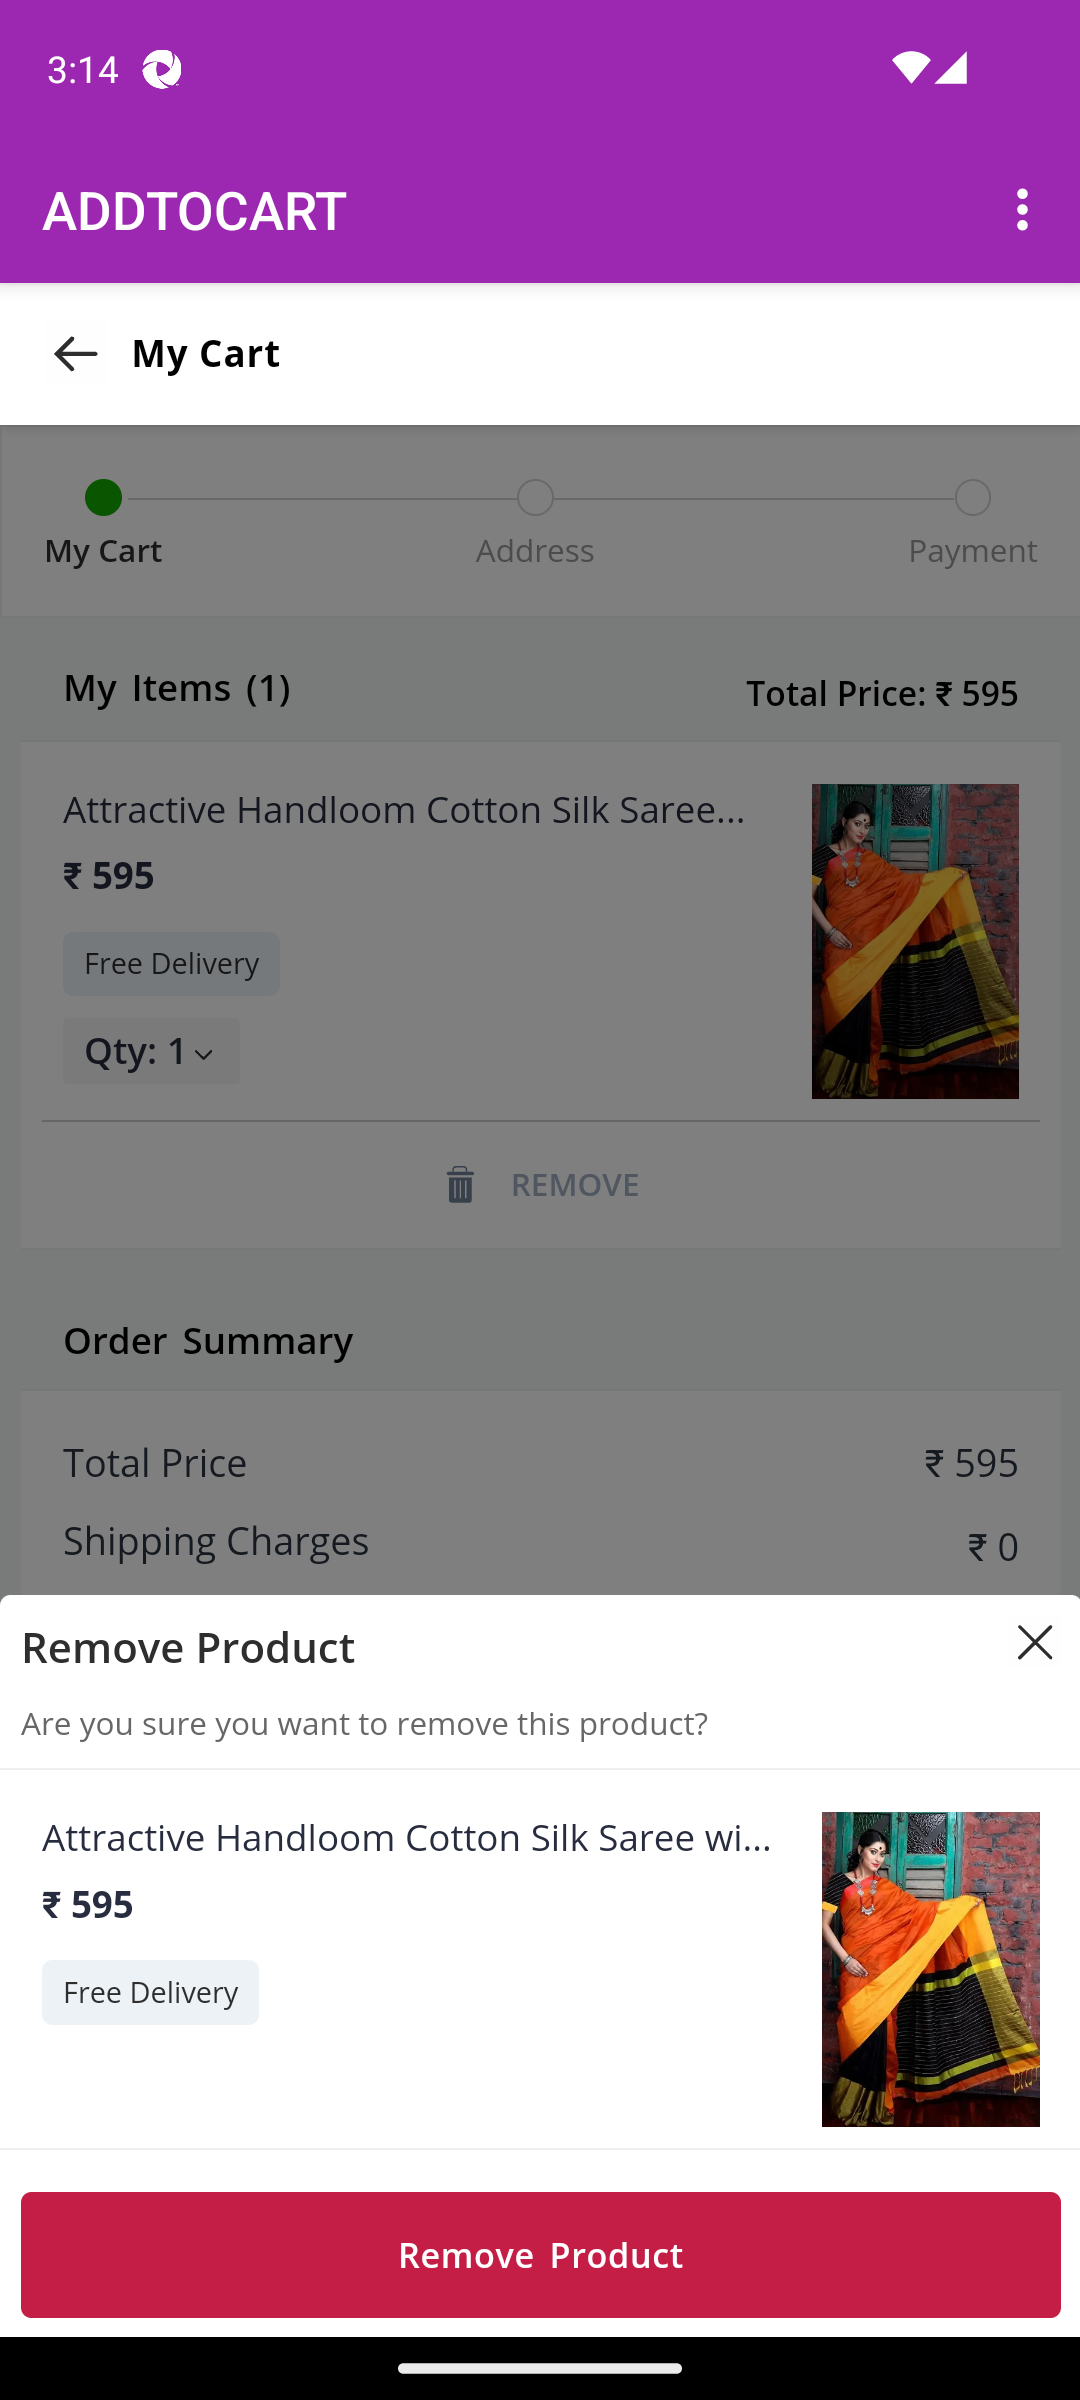 3:14
ADDTOCART
My Cart
My Cart
Address
Payment
My Items (1)
Total Price: ₹ 595
Attractive Handloom Cotton Silk Saree...
₹ 595
Free Delivery
Qty: 1
REMOVE
Order Summary
Total Price
₹ 595
Shipping Charges
₹ 0
Remove Product
Are you sure you want to remove this product?
Attractive Handloom Cotton Silk Saree wi...
₹ 595
Free Delivery
Remove Product